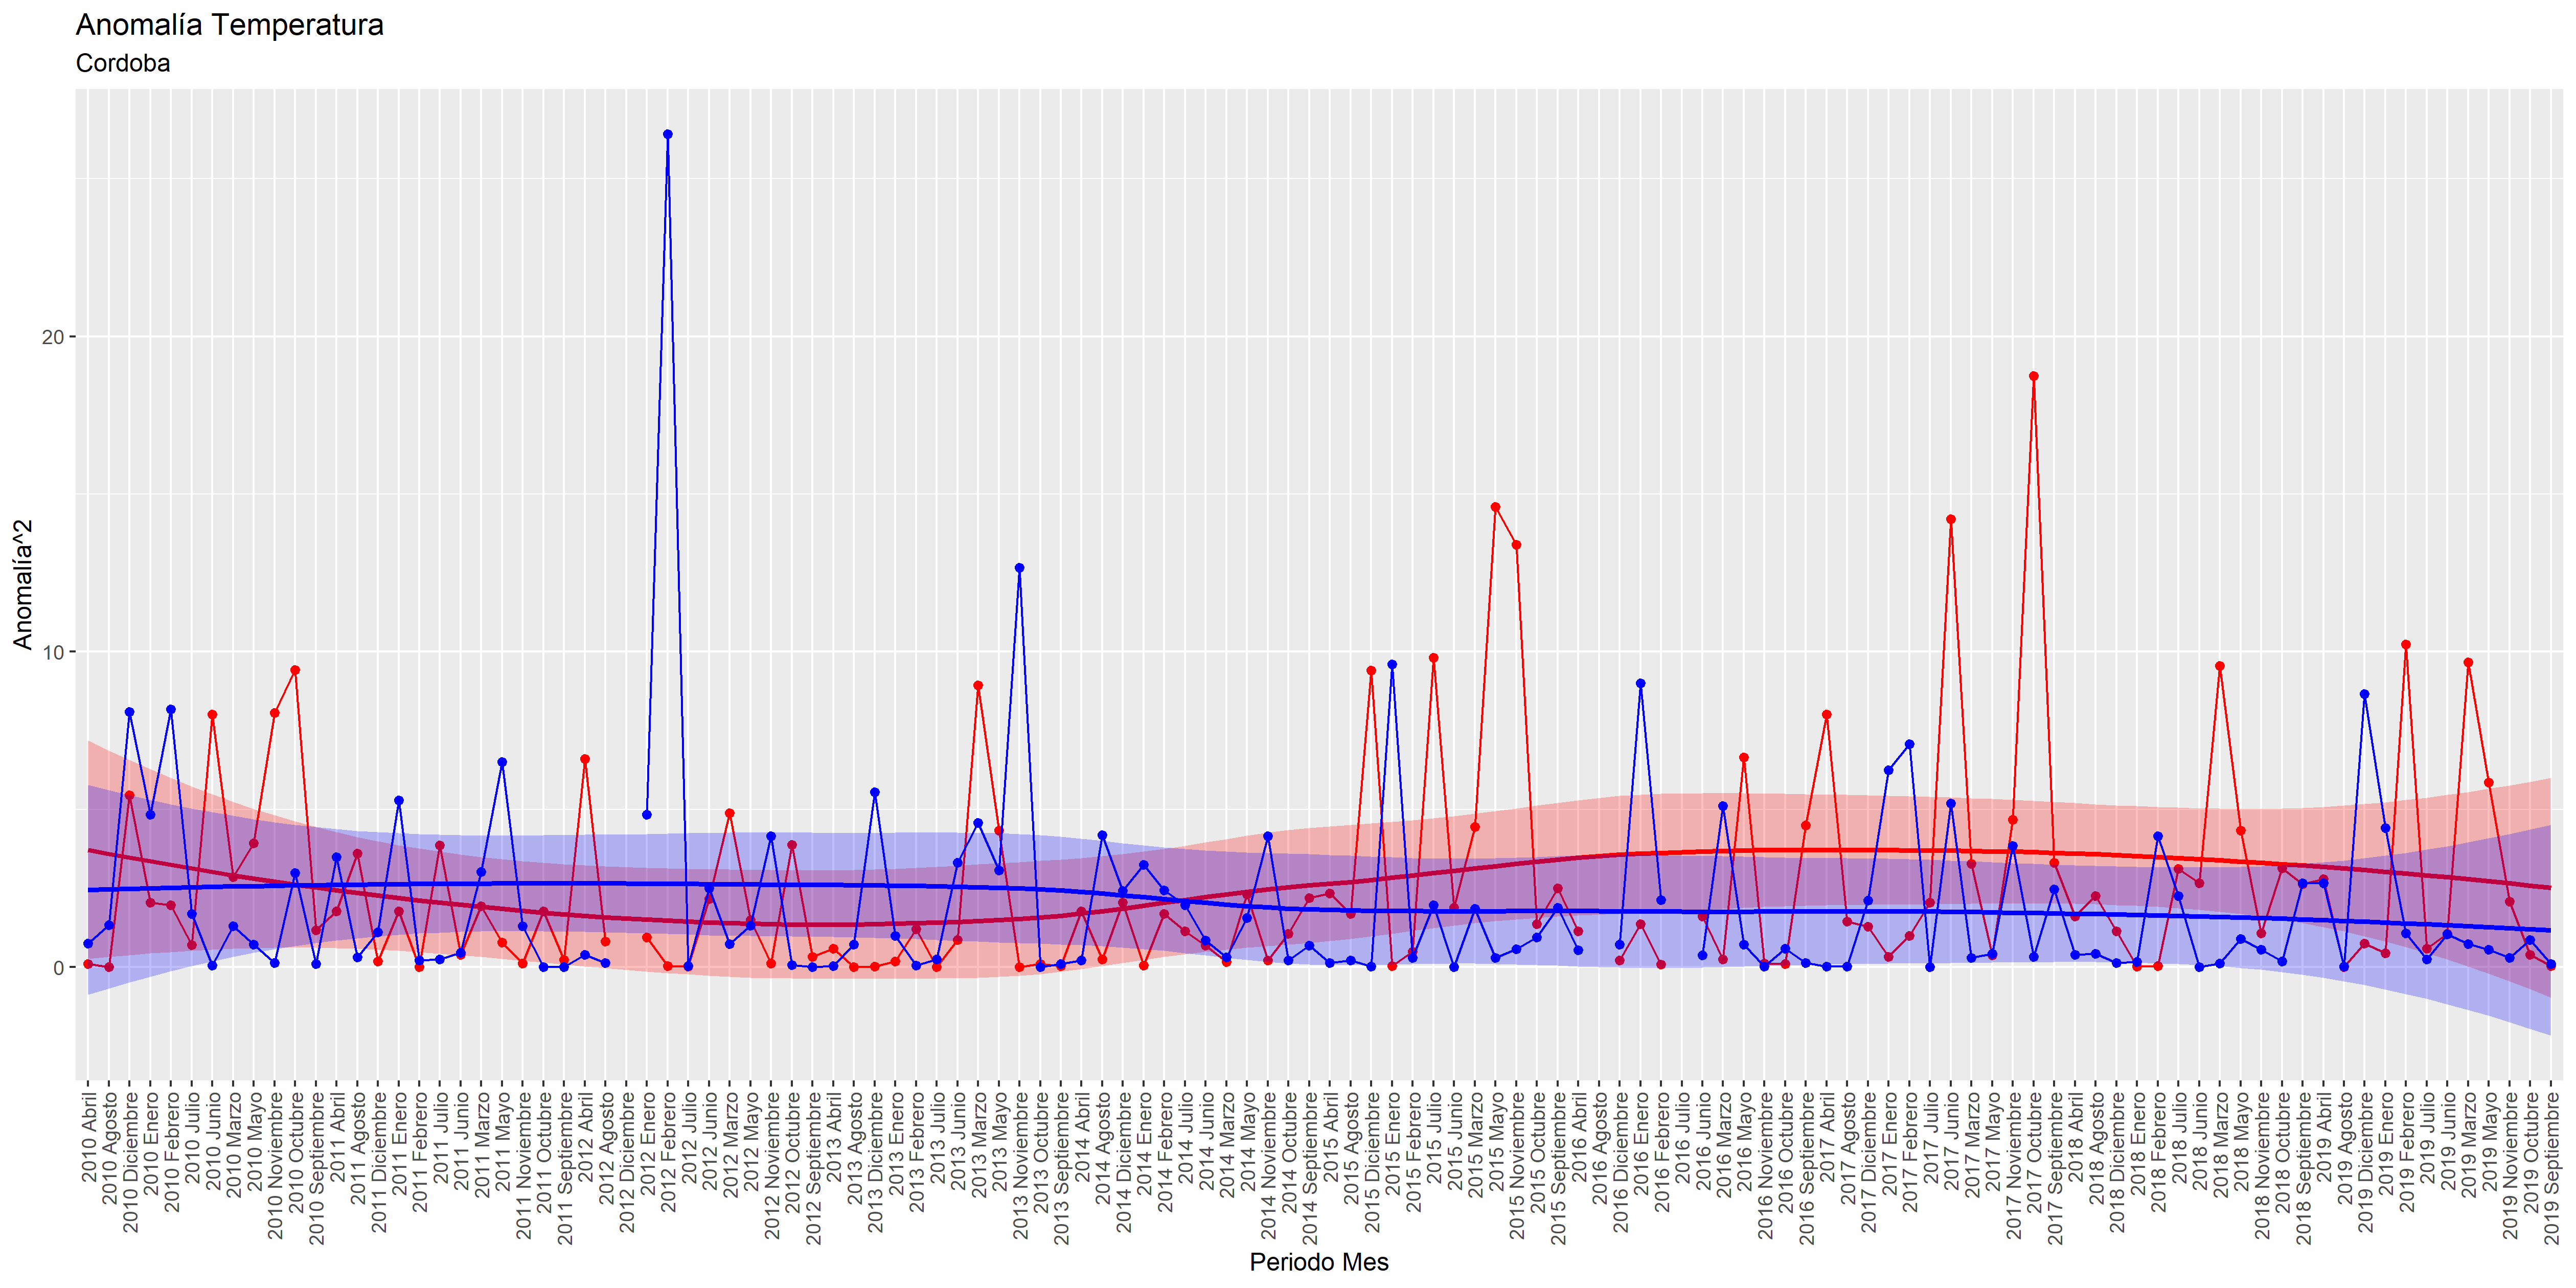 Anomalía Temperatura
Cordoba
Anomalía^2
20
10
0
2010 Abril
2010 Agosto
2010 Diciembre
2010 Enero
2010 Febrero
2010 Julio
2010 Junio
2010 Marzo
2010 Mayo
2010 Noviembre
2010 Octubre
2010 Septiembre
2011 Abril
2011 Agosto
2011 Diciembre
2011 Enero
2011 Febrero
2011 Julio
2011 Junio
2011 Marzo
2011 Mayo
2011 Noviembre
2011 Octubre
2011 Septiembre
2012 Abril
2012 Agosto
2012 Diciembre
2012 Enero
2012 Febrero
2012 Julio
2012 Junio
2012 Marzo
2012 Mayo
2012 Noviembre
2012 Octubre
2012 Septiembre
2013 Abril
2013 Agosto
2013 Diciembre
2013 Enero
2013 Febrero
2013 Julio
2013 Junio
2013 Marzo
2013 Mayo
2013 Noviembre
2013 Octubre
2013 Septiembre
2014 Abril
2014 Agosto
2014 Diciembre
2014 Enero
2014 Febrero
2014 Julio
2014 Junio
2014 Marzo
2014 Mayo
2014 Noviembre
2014 Octubre
2014 Septiembre
2015 Abril
2015 Agosto
2015 Diciembre
2015 Enero
2015 Febrero
2015 Julio
2015 Junio
2015 Marzo
2015 Mayo
2015 Noviembre
2015 Octubre
2015 Septiembre
2016 Abril
2016 Agosto
2016 Diciembre
2016 Enero
2016 Febrero
2016 Julio
2016 Junio
2016 Marzo
2016 Mayo
2016 Noviembre
2016 Octubre
2016 Septiembre
2017 Abril
2017 Agosto
2017 Diciembre
2017 Enero
2017 Febrero
2017 Julio
2017 Junio
2017 Marzo
2017 Mayo
2017 Noviembre
2017 Octubre
2017 Septiembre
2018 Abril
2018 Agosto
2018 Diciembre
2018 Enero
2018 Febrero
2018 Julio
2018 Junio
2018 Marzo
2018 Mayo
2018 Noviembre
2018 Octubre
2018 Septiembre
2019 Abril
2019 Agosto
2019 Diciembre
2019 Enero
2019 Febrero
2019 Julio
2019 Junio
2019 Marzo
2019 Mayo
2019 Noviembre
2019 Octubre
2019 Septiembre
Periodo Mes